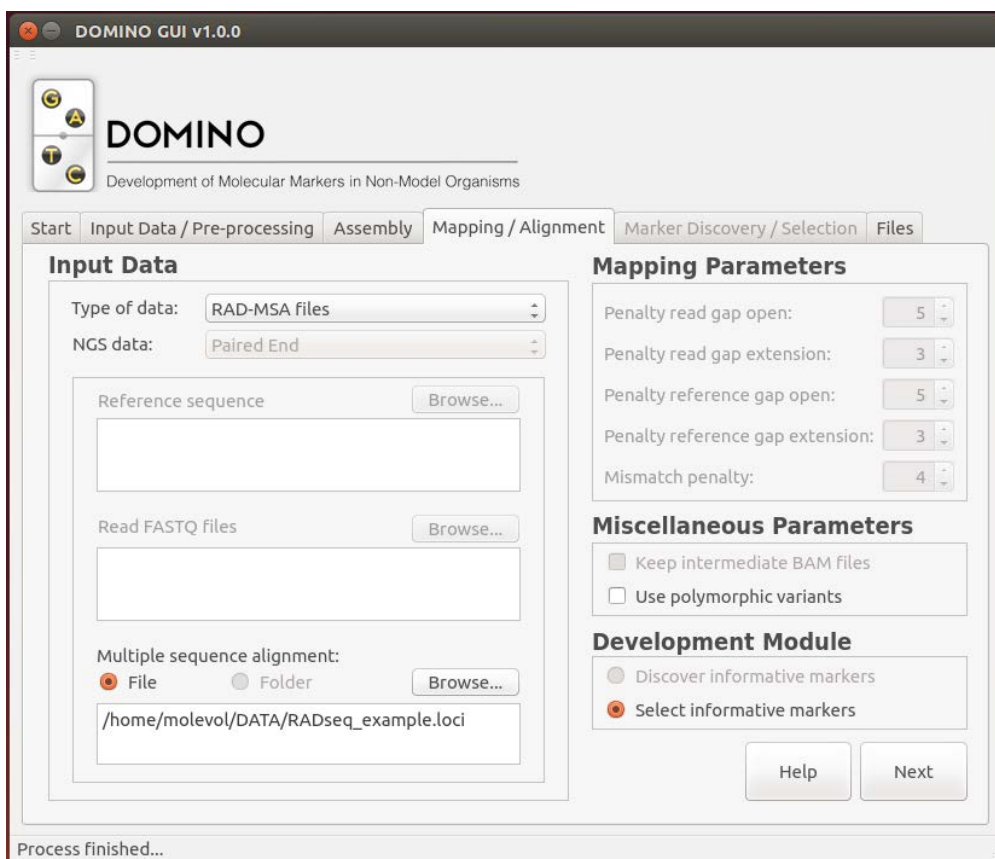 DOMINO GUI v1.0.0
G
A
T
C
DOMINO
Development of Molecular Markers in Non-Model Organisms
Start Input Data / Pre-processing Assembly Mapping / Alignment Marker Discovery / Selection Files
Input Data
Type of data: RAD-MSA files
NGS data: Paired End
Reference sequence Browse...
Read FASTQ files Browse...
Multiple sequence alignment:
File Folder Browse...
/home/molevol/DATA/RADseq_example.loci
Mapping Parameters
Penalty read gap open: 5
Penalty read gap extension: 3
Penalty reference gap open: 5
Penalty reference gap extension: 3
Mismatch penalty: 4
Miscellaneous Parameters
Keep intermediate BAM files
Use polymorphic variants
Development Module
Discover informative markers
Select informative markers
Help Next
Process finished...